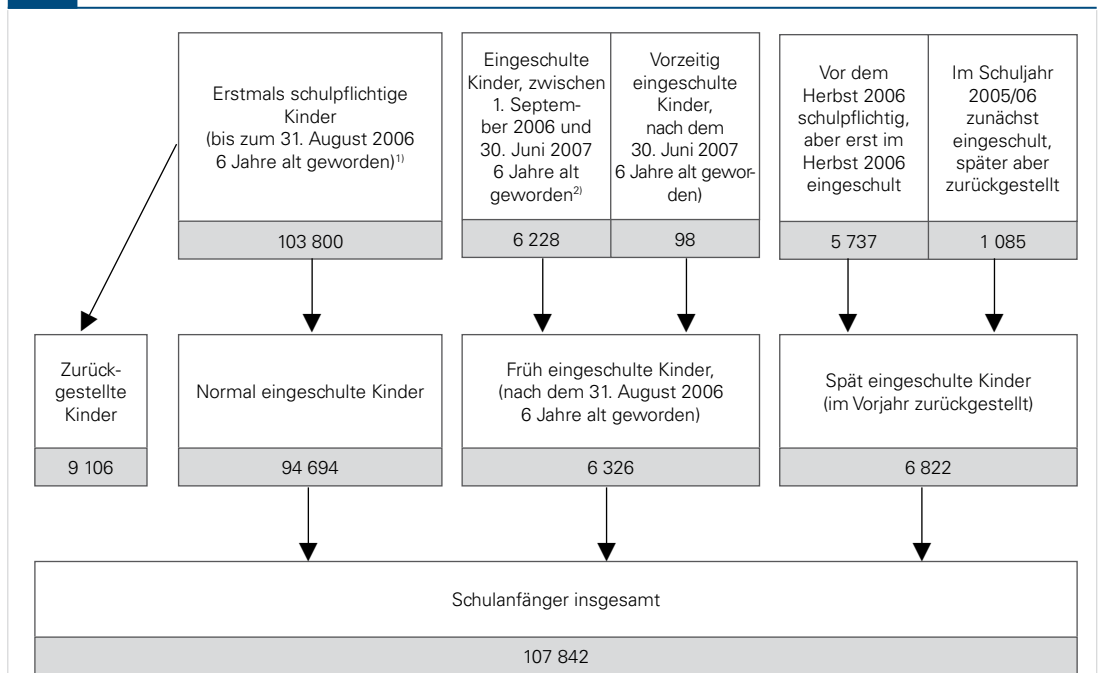 Erstmals schulpflichtige
Kinder
(bis zum 31. August 2006
6 Jahre alt geworden)1)
103 800
Eingeschulte
Kinder, zwischen
1. Septem-
ber 2006 und
30. Juni 2007
6 Jahre alt
geworden2)
6 228
Vorzeitig
eingeschulte
Kinder,
nach dem
30. Juni 2007
6 Jahre alt gewor-
den)
98
Vor dem
Herbst 2006
schulpflichtig,
aber erst im
Herbst 2006
eingeschult
5 737
Im Schuljahr
2005/06
zunächst
eingeschult,
später aber
zurückgestellt
1 085
Zurück-
gestellte
Kinder
9 106
Normal eingeschulte Kinder
94 694
Früh eingeschulte Kinder,
(nach dem 31. August 2006
6 Jahre alt geworden)
6 326
Spät eingeschulte Kinder
(im Vorjahr zurückgestellt)
6 822
Schulanfänger insgesamt
107 842